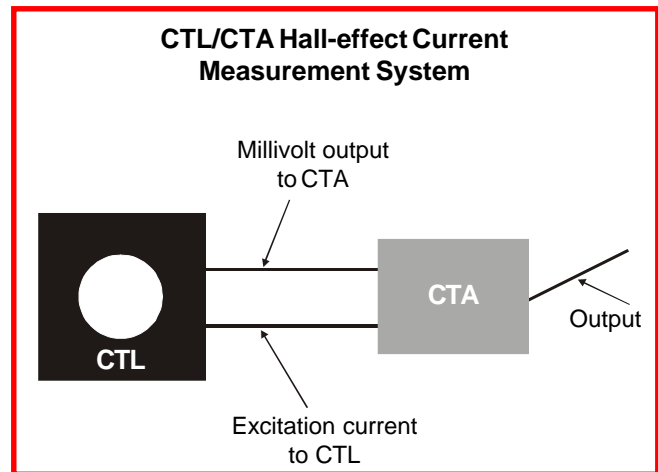 CTL/CTA Hall-effect Current
Measurement System
Millivolt output
to CTA
CTL
CTA
Output
Excitation current
to CTL